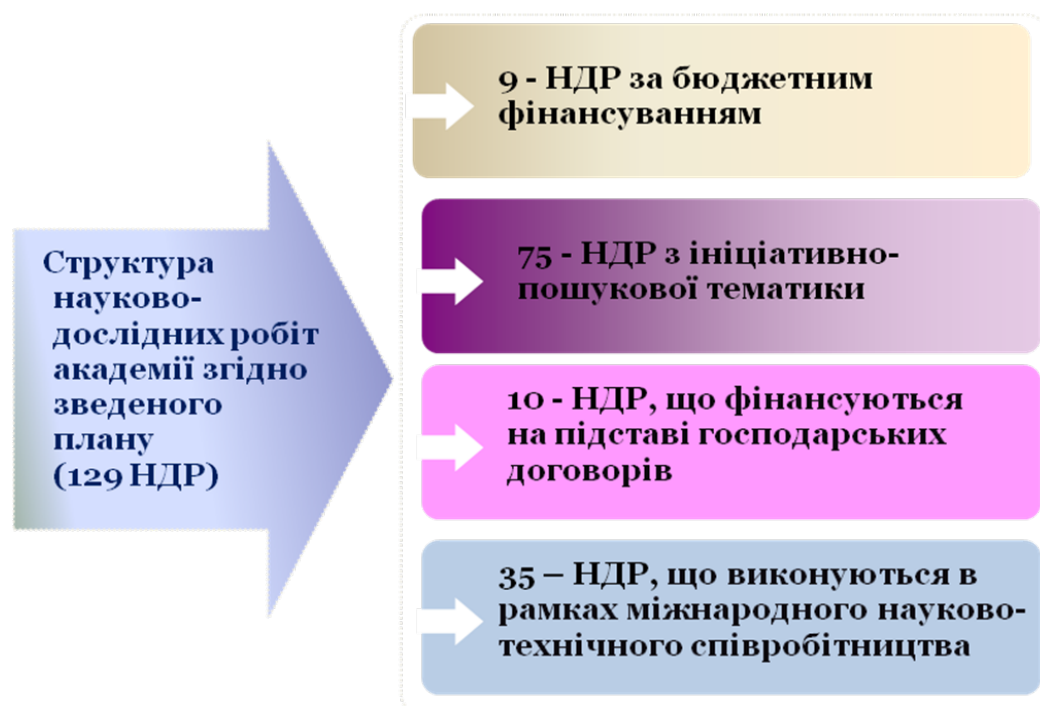 Структура
науково-
дослідних робіт
академії згідно
зведеного
плану
(129 НДР)
9 - НДР за бюджетним
фінансуванням
75 - НДР з ініціативно-
пошукової тематики
10 - НДР, що фінансуються
на підставі господарських
договорів
35 – НДР, що виконуються в
рамках міжнародного науково-
технічного співробітництва